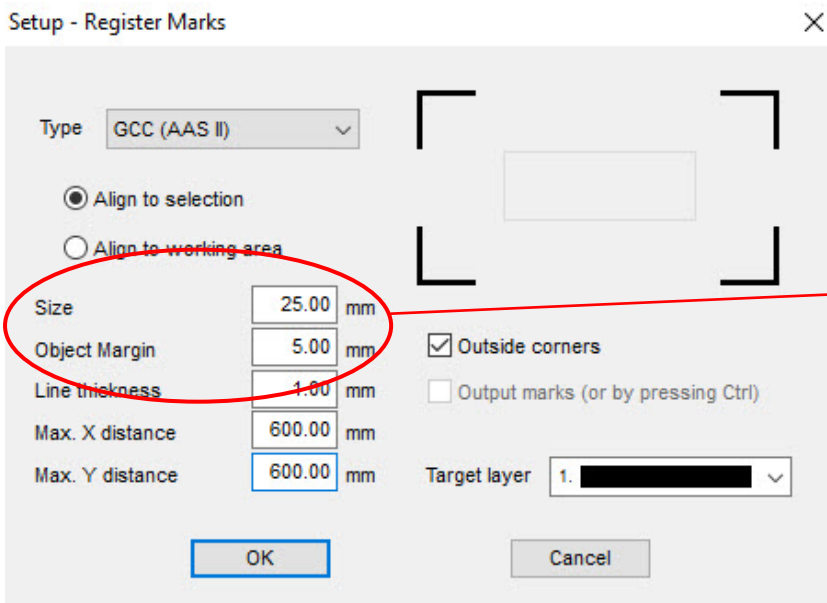 Setup - Register Marks
Type GCC (AAS II)
Align to selection
Align to working area
Size 25.00 mm
Object Margin 5.00 mm
Outside corners
Line thickness 1.00 mm
Output marks (or by pressing Ctrl)
Max. X distance 600.00 mm
Max. Y distance 600.00 mm
Target layer 1.
OK Cancel